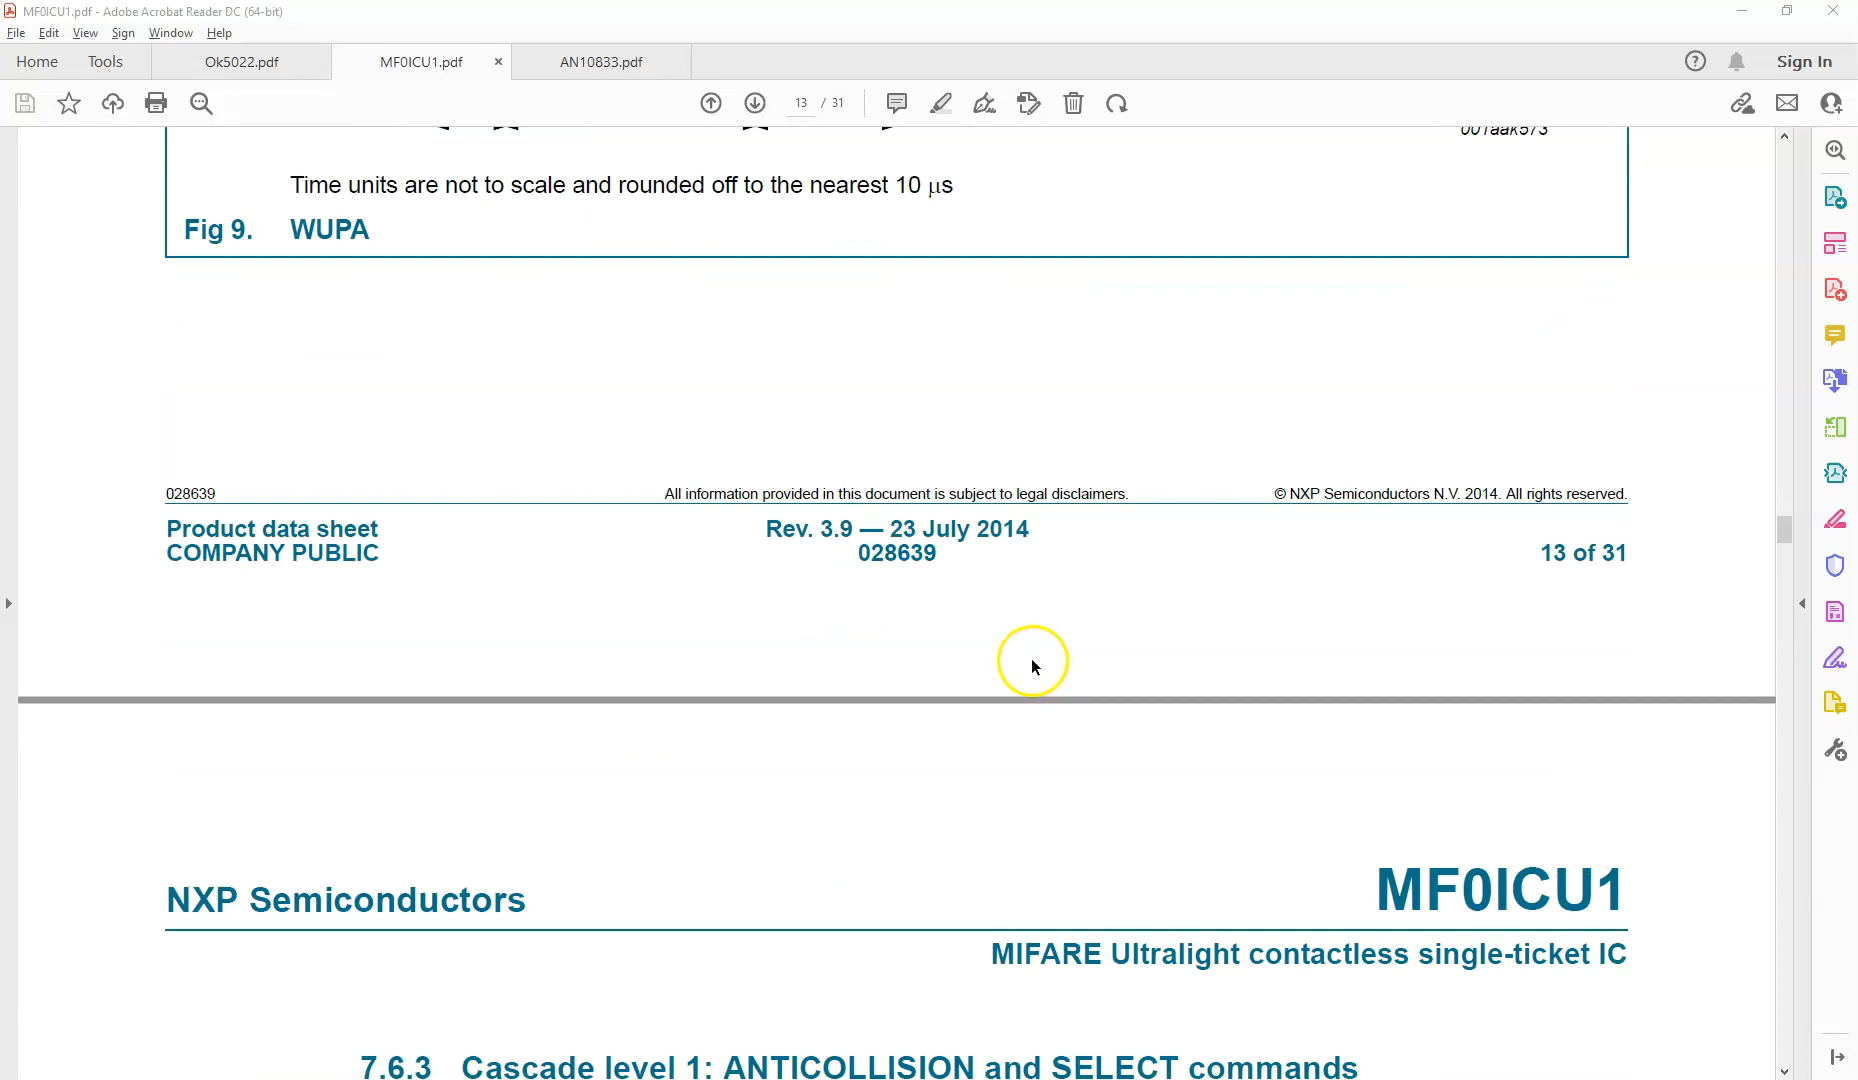 MF0ICU1.pdf - Adobe Acrobat Reader DC (64-bit)
File Edit View Sign Window Help
Home Tools Ok5022.pdf MF0ICU1.pdf × AN10833.pdf Sign In
13 / 31
001aak573
Time units are not to scale and rounded off to the nearest 10 μs
Fig 9. WUPA
028639 All information provided in this document is subject to legal disclaimers. © NXP Semiconductors N.V. 2014. All rights reserved.
Product data sheet Rev. 3.9 — 23 July 2014
COMPANY PUBLIC 028639 13 of 31
NXP Semiconductors MF0ICU1
MIFARE Ultralight contactless single-ticket IC
7.6.3 Cascade level 1: ANTICOLLISION and SELECT commands